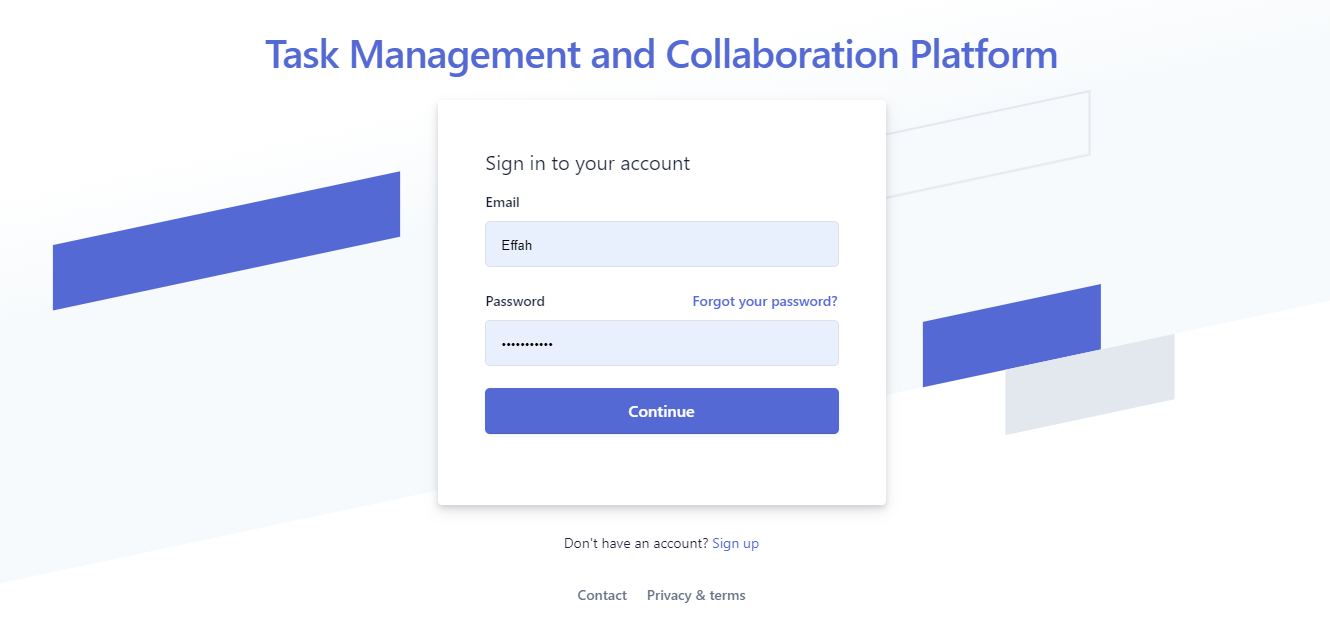 Task Management and Collaboration Platform
Sign in to your account
Email
Effah
Password Forgot your password?
•••••••••••
Continue
Don't have an account? Sign up
Contact Privacy & terms